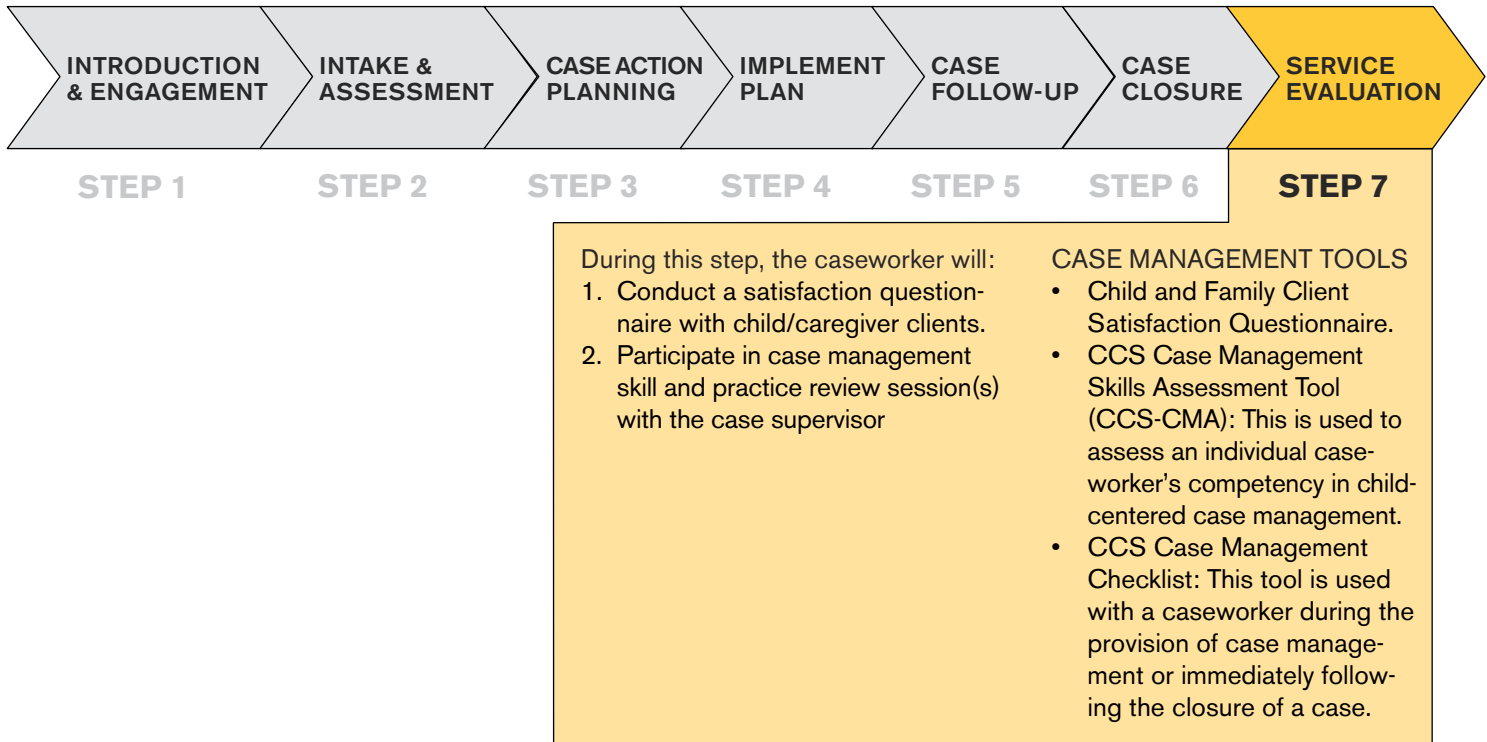 INTRODUCTION
& ENGAGEMENT
INTAKE &
ASSESSMENT
CASE ACTION
PLANNING
IMPLEMENT
PLAN
CASE
FOLLOW-UP
CASE
CLOSURE
SERVICE
EVALUATION
STEP 1
STEP 2
STEP 3
STEP 4
STEP 5
STEP 6
STEP 7
During this step, the caseworker will:
1. Conduct a satisfaction question-
naire with child/caregiver clients.
2. Participate in case management
skill and practice review session(s)
with the case supervisor
CASE MANAGEMENT TOOLS
• Child and Family Client
Satisfaction Questionnaire.
• CCS Case Management
Skills Assessment Tool
(CCS-CMA): This is used to
assess an individual case-
worker's competency in child-
centered case management.
• CCS Case Management
Checklist: This tool is used
with a caseworker during the
provision of case manage-
ment or immediately follow-
ing the closure of a case.